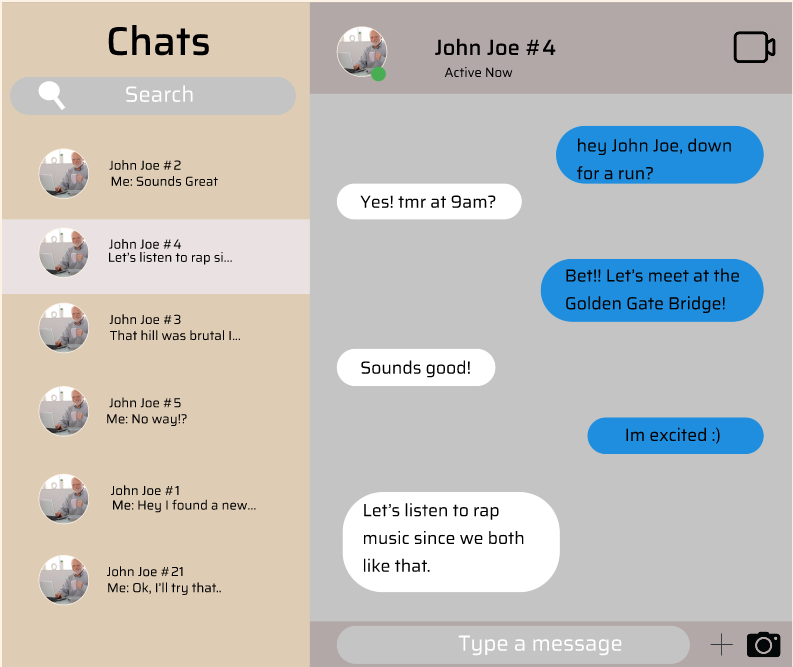 Chats
Search
John Joe #2
Me: Sounds Great
John Joe #4
Let's listen to rap si...
John Joe #3
That hill was brutal I...
John Joe #5
Me: No way!?
John Joe #1
Me: Hey I found a new...
John Joe #21
Me: Ok, I'll try that..
John Joe #4
Active Now
hey John Joe, down
for a run?
Yes! tmr at 9am?
Bet!! Let's meet at the
Golden Gate Bridge!
Sounds good!
Im excited :)
Let's listen to rap
music since we both
like that.
Type a message